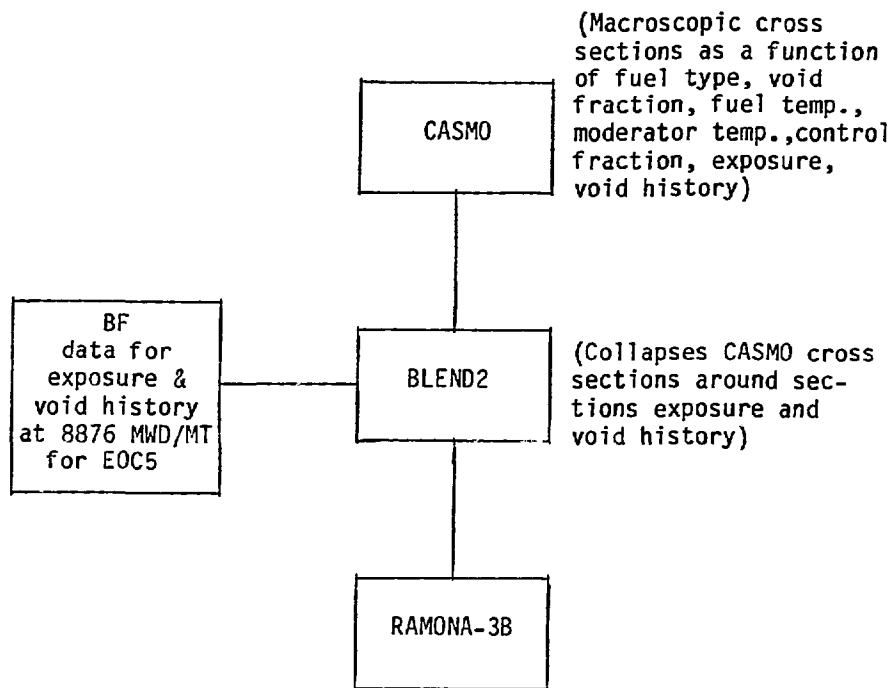 (Macroscopic cross
sections as a function
of fuel type, void
fraction, fuel temp.,
moderator temp.,control
fraction, exposure,
void history)
CASMO
BF
data for
exposure &
void history
at 8876 MWD/MT
for EOC5
BLEND2
(Collapses CASMO cross
sections around sec-
tions exposure and
void history)
RAMONA-3B